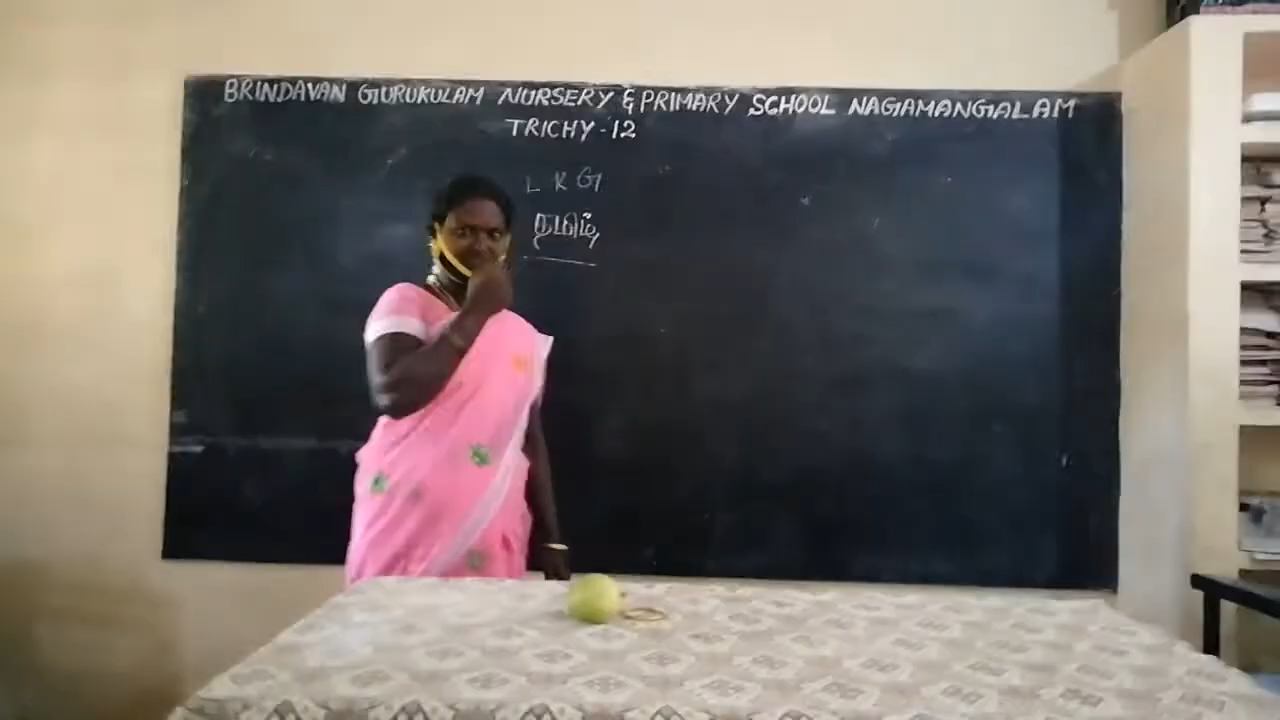 BRINDAVAN GURUKULAM NURSERY & PRIMARY SCHOOL NAGAMANGALAM
TRICHY-12
L K G
தமிழ்